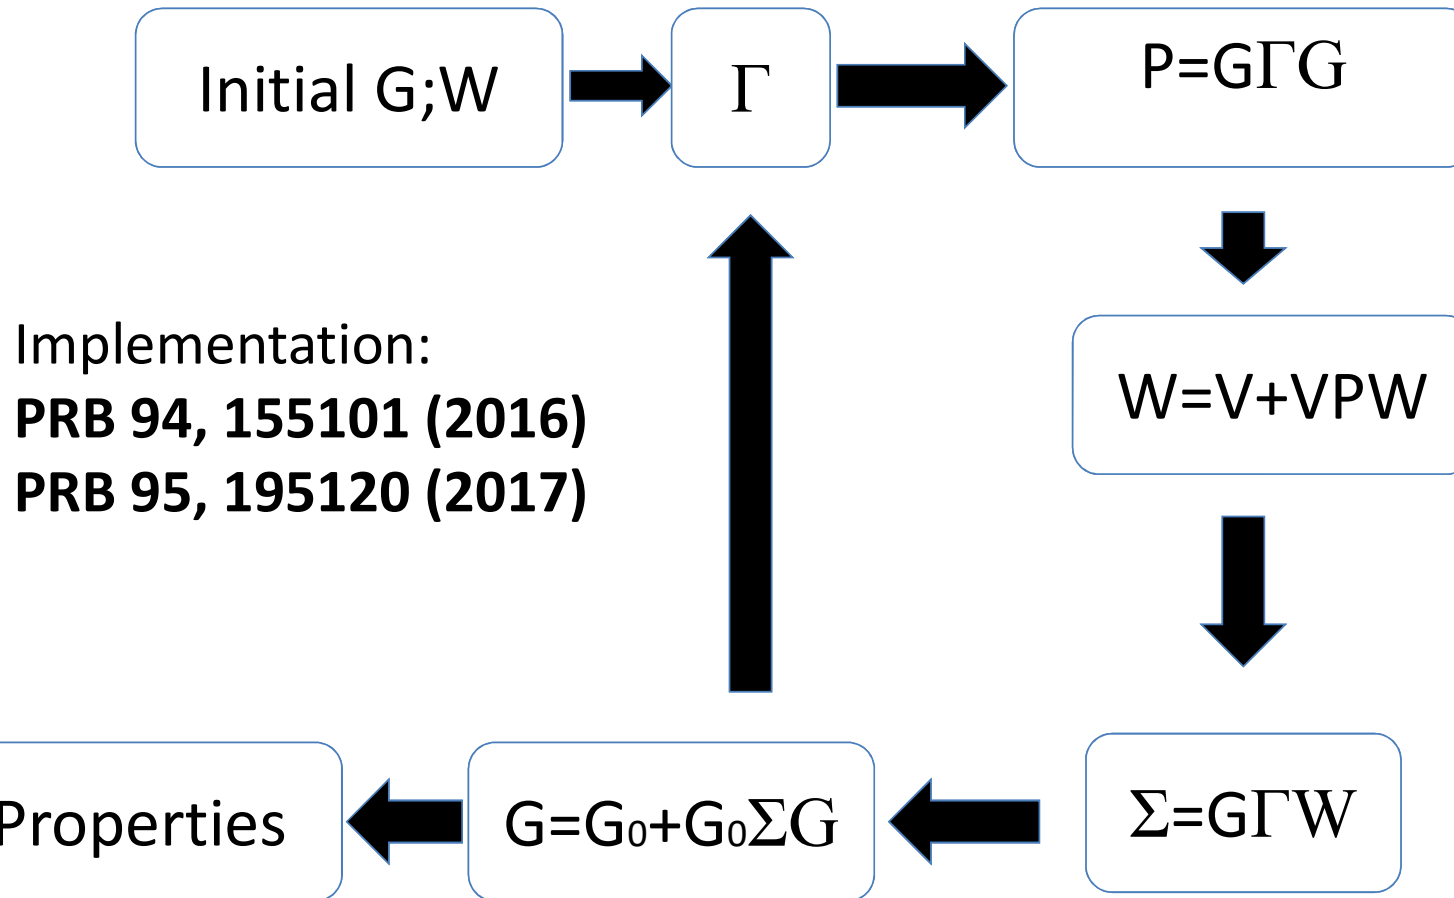 Initial G;W
Γ
P=GΓG
Implementation:
PRB 94, 155101 (2016)
PRB 95, 195120 (2017)
W=V+VPW
Properties
G=G₀+G₀ΣG
Σ=GΓW